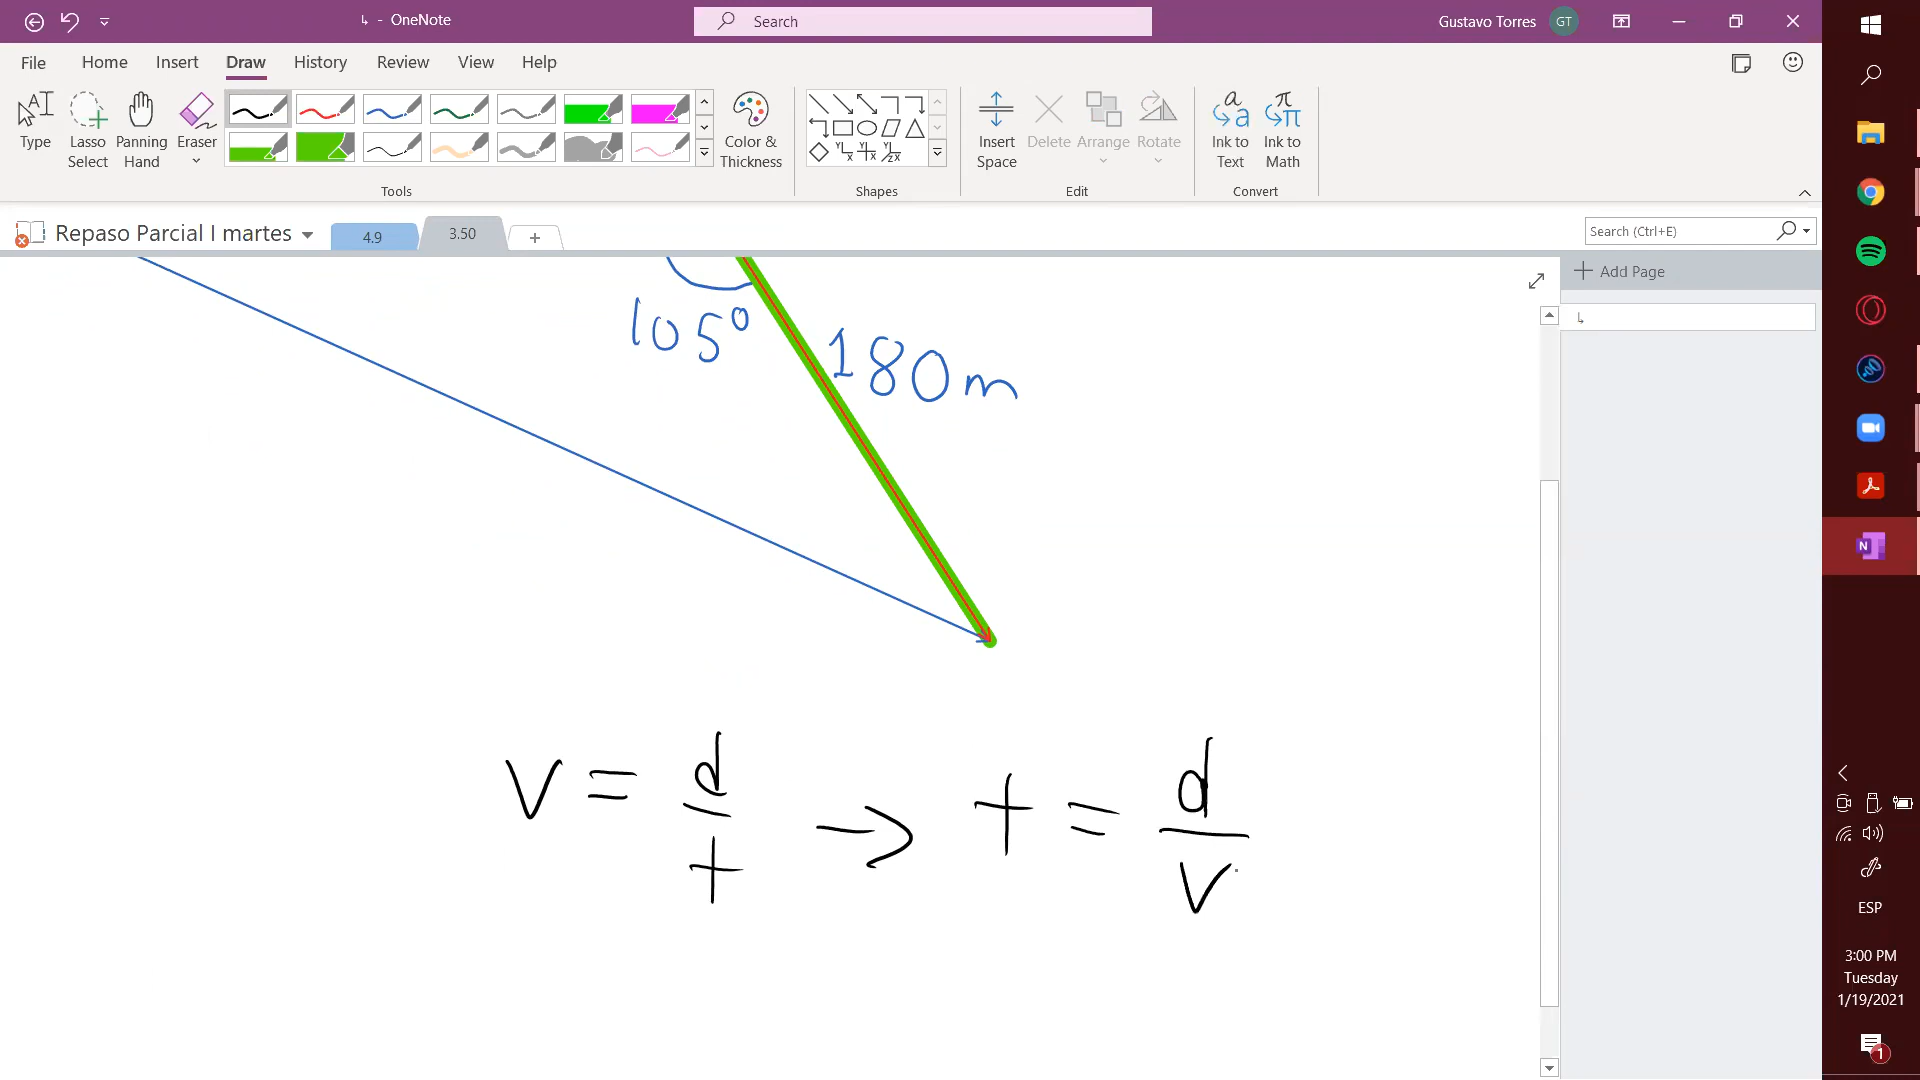 ↳ - OneNote
Search
Gustavo Torres GT
File Home Insert Draw History Review View Help
Type
Lasso Select
Panning Hand
Eraser
Color & Thickness
Insert Space
Delete
Arrange
Rotate
Ink to Text
Ink to Math
Tools
Shapes
Edit
Convert
Repaso Parcial I martes
4.9
3.50
Search (Ctrl+E)
Add Page
↳
105°
180m
v = d/t → t = d/v
ESP
3:00 PM
Tuesday
1/19/2021
1